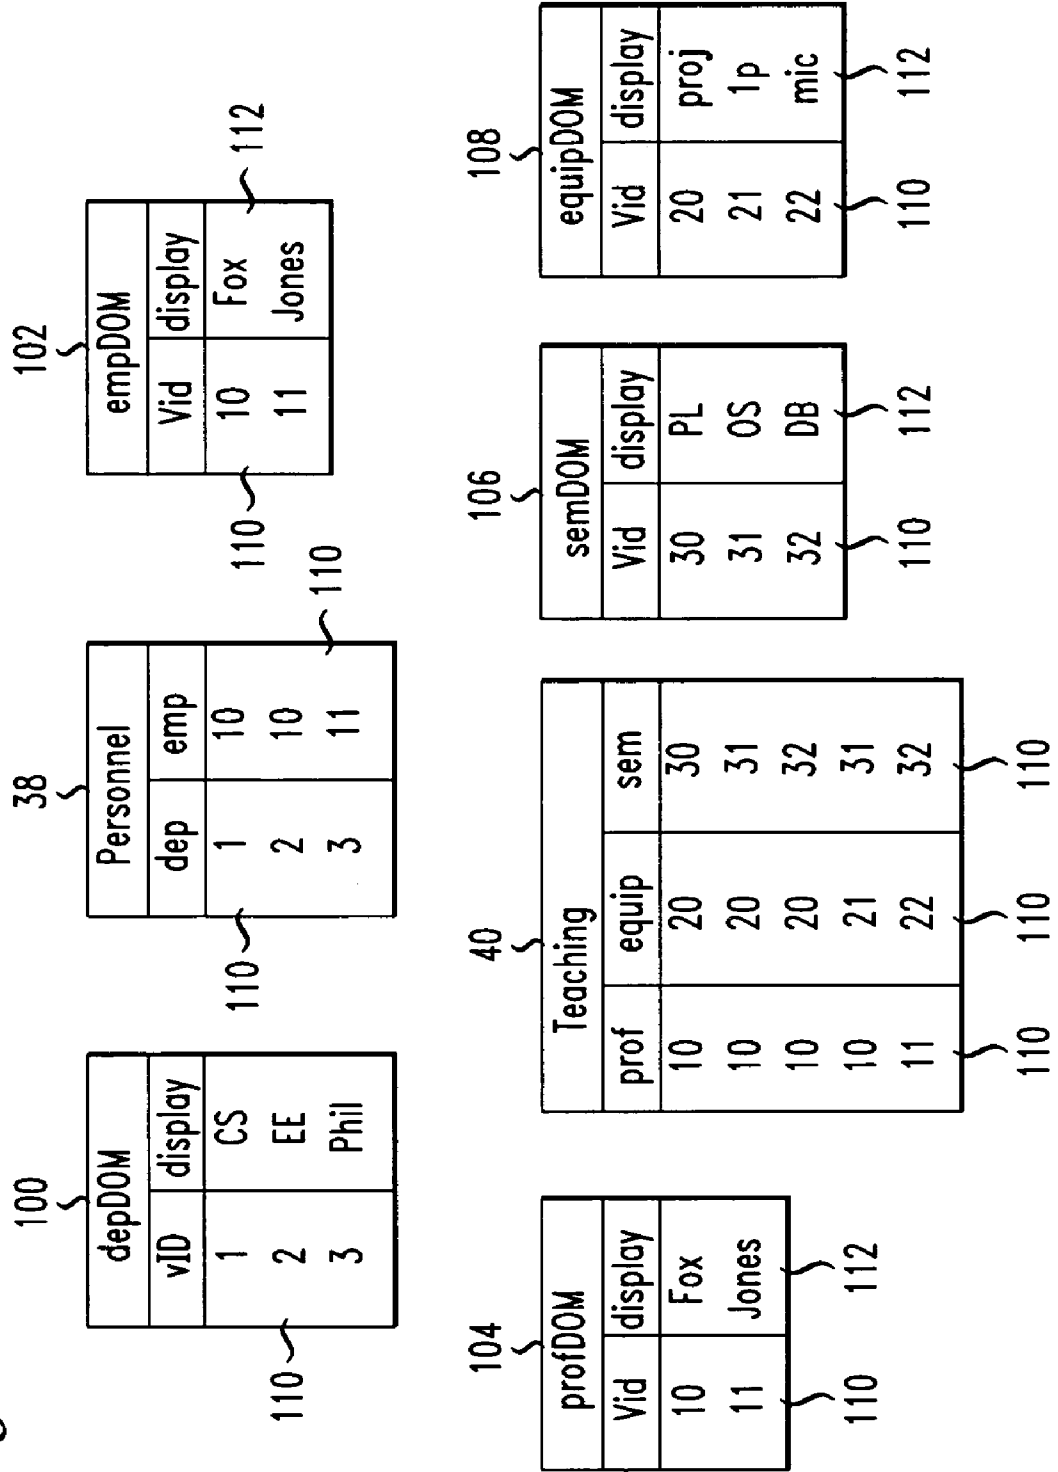 100
depDOM
vID display
1 CS
2 EE
3 Phil
110
38
Personnel
dep emp
1 10
2 10
3 11
110
110
102
empDOM
Vid display
10 Fox
11 Jones
110
112
104
profDOM
Vid display
10 Fox
11 Jones
110 112
40
Teaching
prof equip sem
10 20 30
10 20 31
10 20 32
10 21 31
11 22 32
110 110 110
106
semDOM
Vid display
30 PL
31 OS
32 DB
110 112
108
equipDOM
Vid display
20 proj
21 1p
22 mic
110 112